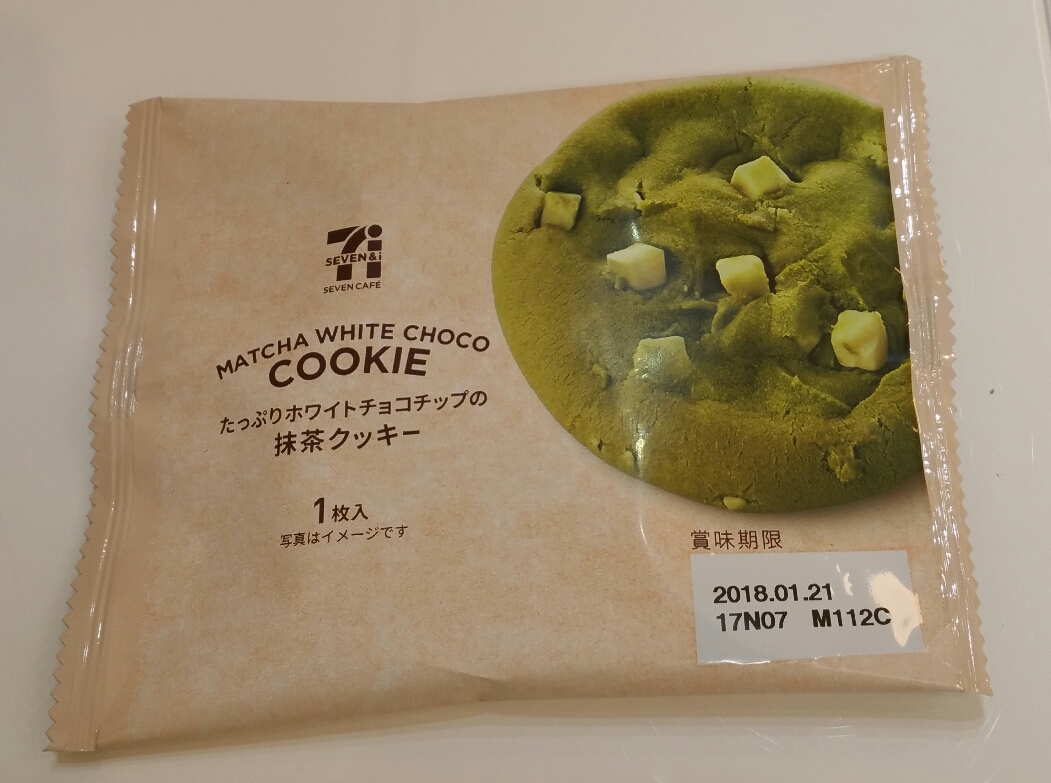 SEVEN & i
SEVEN CAFÉ
MATCHA WHITE CHOCO
COOKIE
たっぷりホワイトチョコチップの
抹茶クッキー
1枚入
写真はイメージです
賞味期限
2018.01.21
17N07 M112C